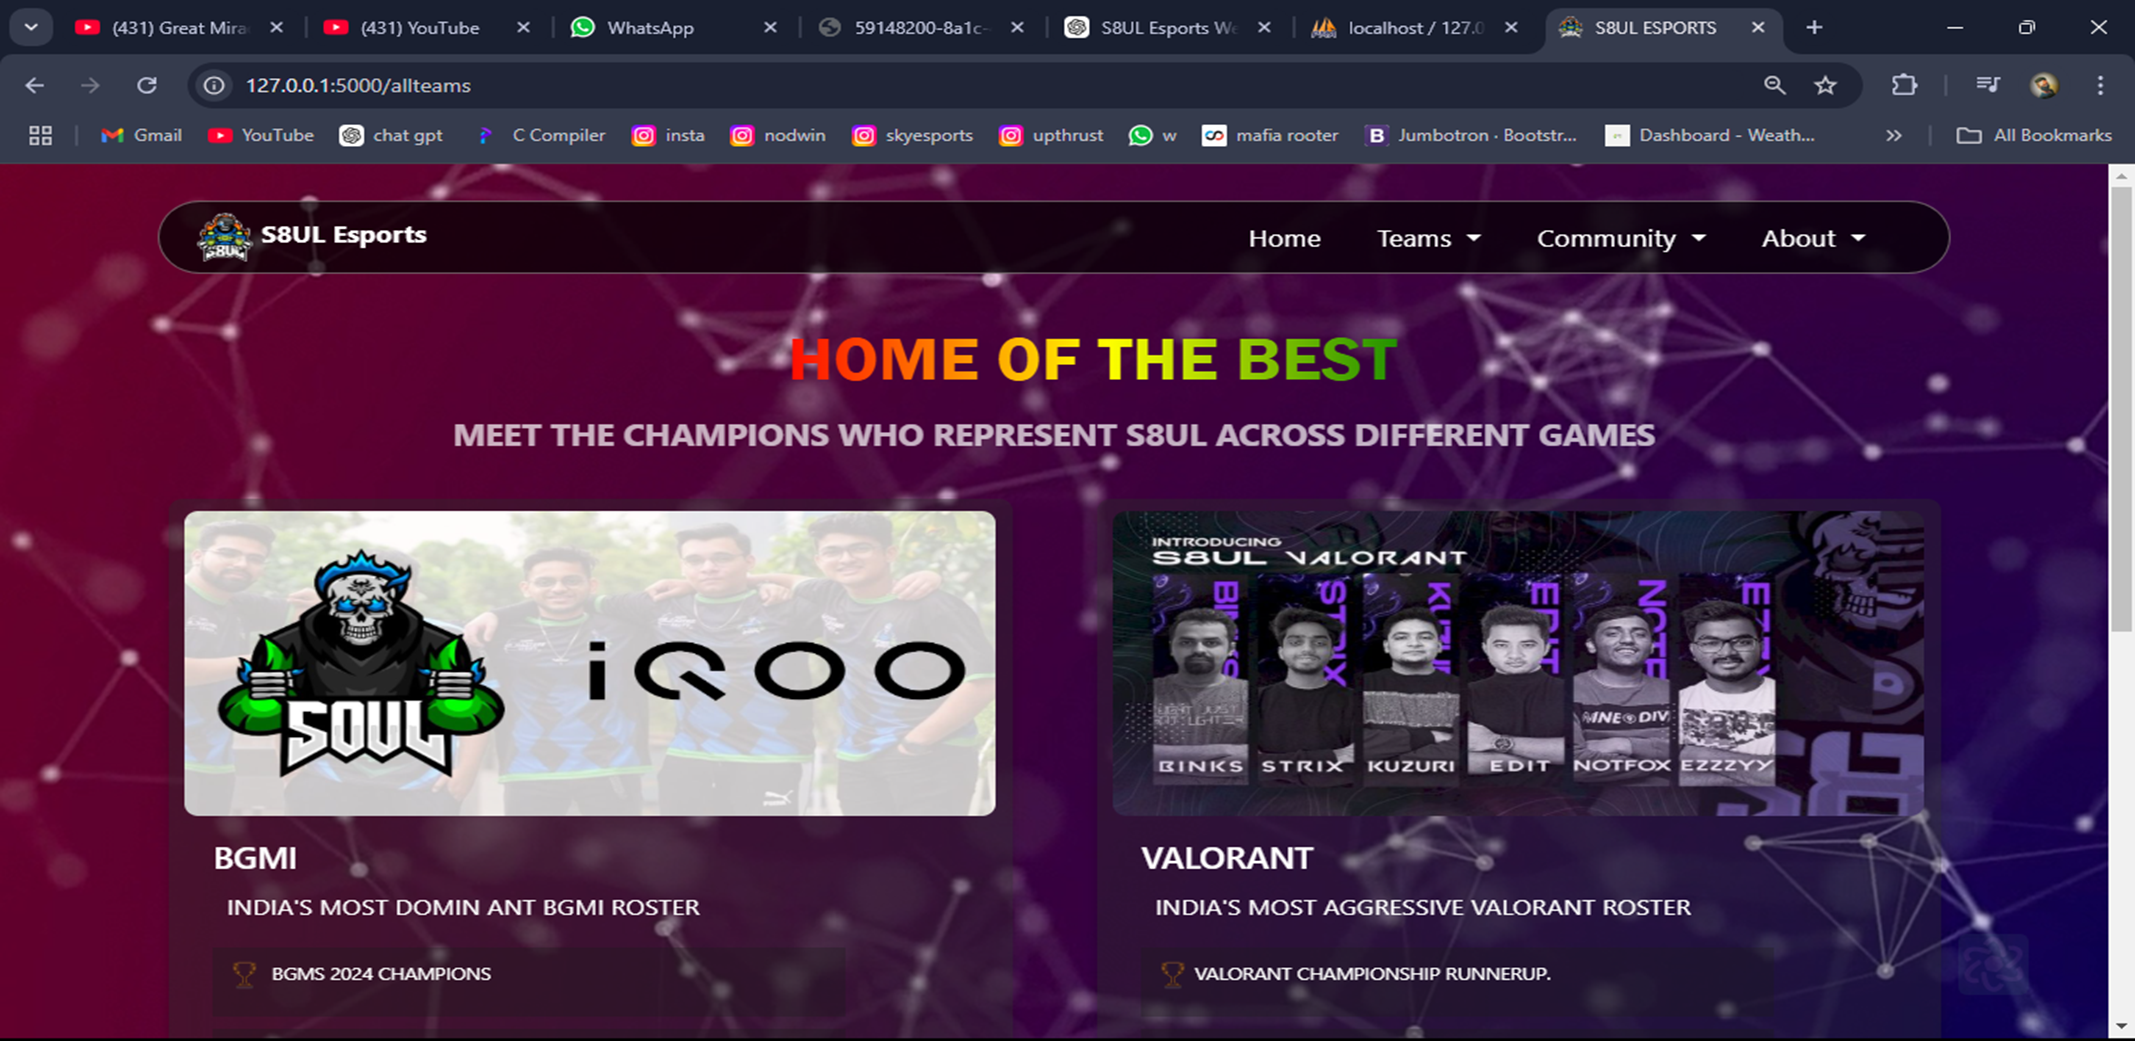 (431) Great Mira
(431) YouTube
WhatsApp
59148200-8a1c-
S8UL Esports We
localhost / 127.0
S8UL ESPORTS
127.0.0.1:5000/allteams
Gmail
YouTube
chat gpt
C Compiler
insta
nodwin
skyesports
upthrust
w
mafia rooter
Jumbotron · Bootstr...
Dashboard - Weath...
All Bookmarks
S8UL
S8UL Esports
Home
Teams
Community
About
HOME OF THE BEST
MEET THE CHAMPIONS WHO REPRESENT S8UL ACROSS DIFFERENT GAMES
SOUL
iQOO
BGMI
INDIA'S MOST DOMIN ANT BGMI ROSTER
BGMS 2024 CHAMPIONS
INTRODUCING
S8UL VALORANT
BINKS STRIX KUZURI EDIT NOTFOX EZZZYY
VALORANT
INDIA'S MOST AGGRESSIVE VALORANT ROSTER
VALORANT CHAMPIONSHIP RUNNERUP.